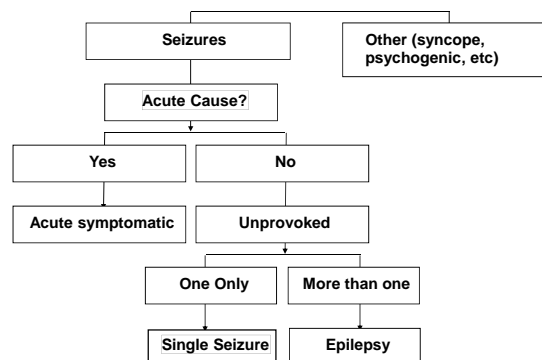 Seizures
Other (syncope,
psychogenic, etc)
Acute Cause?
Yes
No
Acute symptomatic
Unprovoked
One Only
More than one
Single Seizure
Epilepsy